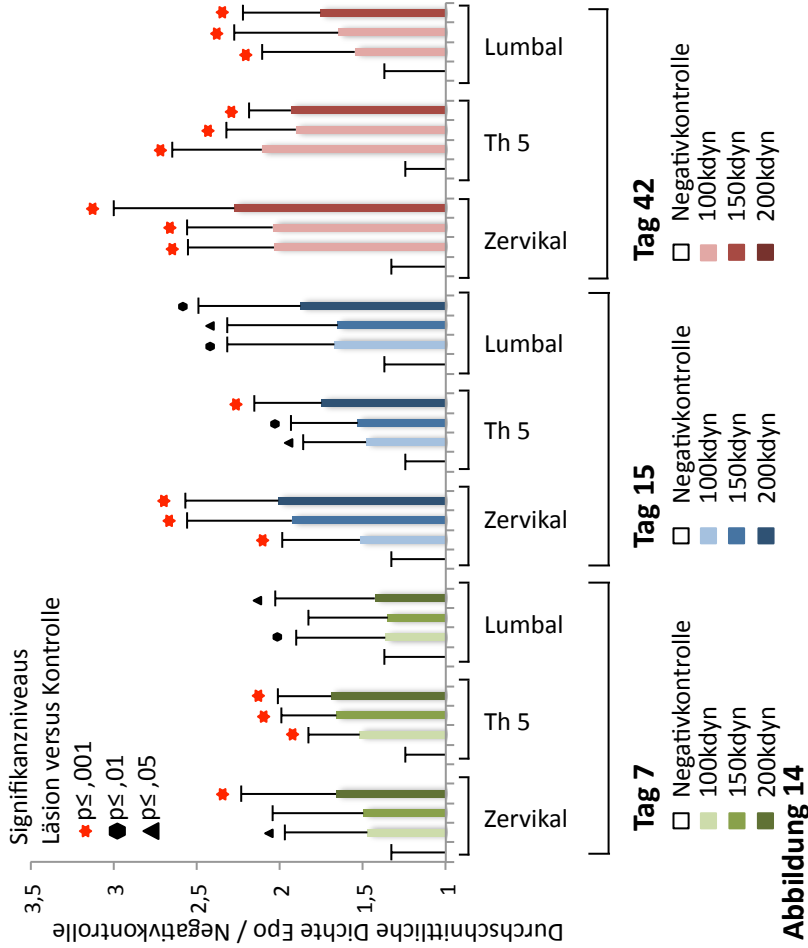 Signifikanzniveaus
Läsion versus Kontrolle
p≤ ,001
p≤ ,01
p≤ ,05
Durchschnittliche Dichte Epo / Negativkontrolle
3,5
3
2,5
2
1,5
1
Zervikal
Th 5
Lumbal
Zervikal
Th 5
Lumbal
Zervikal
Th 5
Lumbal
Tag 7
Negativkontrolle
100kdyn
150kdyn
200kdyn
Tag 15
Negativkontrolle
100kdyn
150kdyn
200kdyn
Tag 42
Negativkontrolle
100kdyn
150kdyn
200kdyn
Abbildung 14